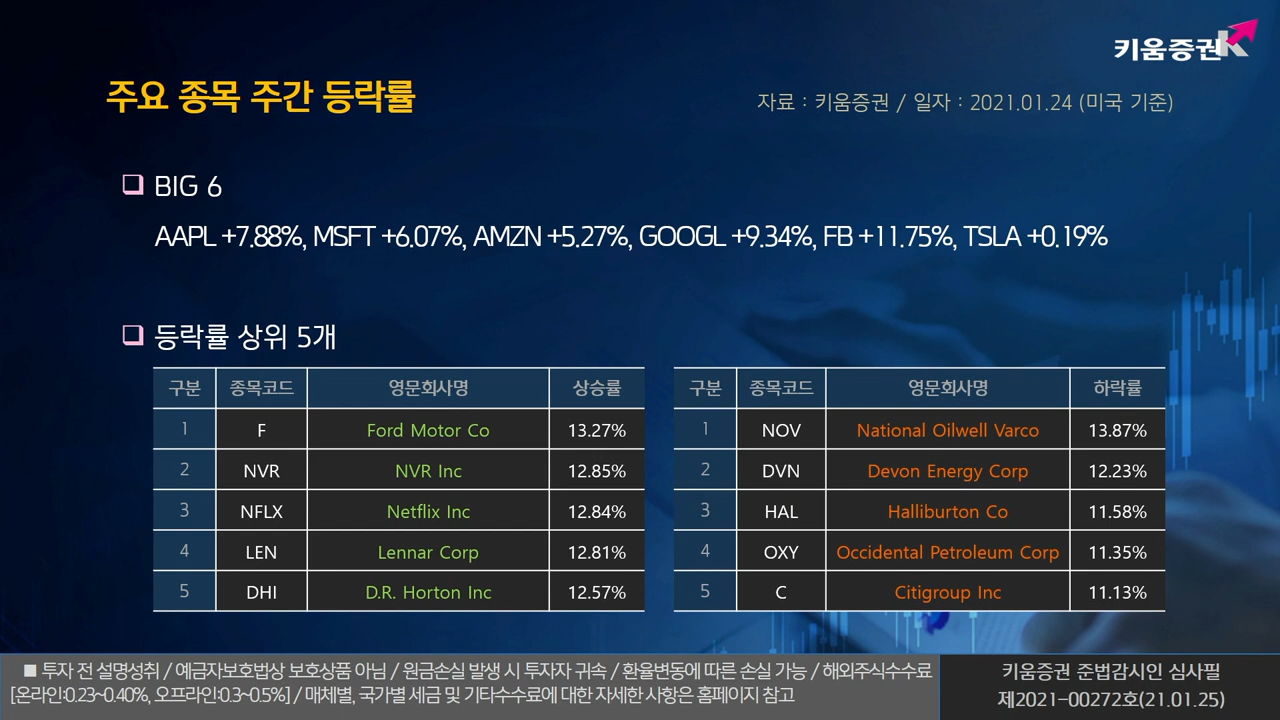 키움증권
주요 종목 주간 등락률
자료 : 키움증권 / 일자 : 2021.01.24 (미국 기준)
❑ BIG 6
AAPL +7.88%, MSFT +6.07%, AMZN +5.27%, GOOGL +9.34%, FB +11.75%, TSLA +0.19%
❑ 등락률 상위 5개
구분 종목코드 영문회사명 상승률
1 F Ford Motor Co 13.27%
2 NVR NVR Inc 12.85%
3 NFLX Netflix Inc 12.84%
4 LEN Lennar Corp 12.81%
5 DHI D.R. Horton Inc 12.57%
구분 종목코드 영문회사명 하락률
1 NOV National Oilwell Varco 13.87%
2 DVN Devon Energy Corp 12.23%
3 HAL Halliburton Co 11.58%
4 OXY Occidental Petroleum Corp 11.35%
5 C Citigroup Inc 11.13%
■ 투자 전 설명성취 / 예금자보호법상 보호상품 아님 / 원금손실 발생 시 투자자 귀속 / 환율변동에 따른 손실 가능 / 해외주식수수료
[온라인:0.23~0.40%, 오프라인:0.3~0.5%] / 매체별, 국가별 세금 및 기타수수료에 대한 자세한 사항은 홈페이지 참고
키움증권 준법감시인 심사필
제2021-00272호(21.01.25)